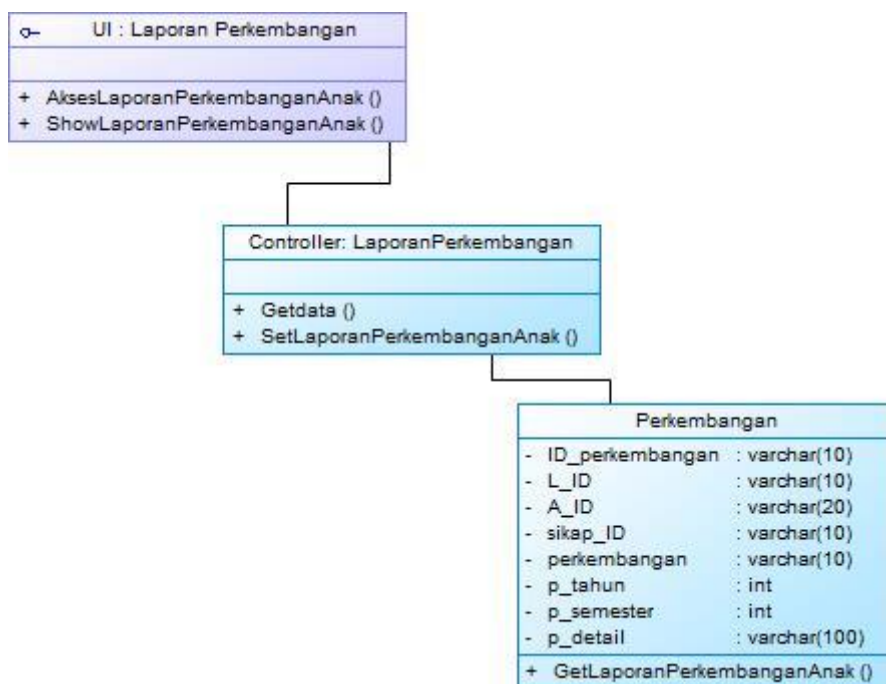 UI : Laporan Perkembangan
+ AksesLaporanPerkembanganAnak ()
+ ShowLaporanPerkembanganAnak ()
Controller: LaporanPerkembangan
+ Getdata ()
+ SetLaporanPerkembanganAnak ()
Perkembangan
- ID_perkembangan : varchar(10)
- L_ID : varchar(10)
- A_ID : varchar(20)
- sikap_ID : varchar(10)
- perkembangan : varchar(10)
- p_tahun : int
- p_semester : int
- p_detail : varchar(100)
+ GetLaporanPerkembanganAnak ()